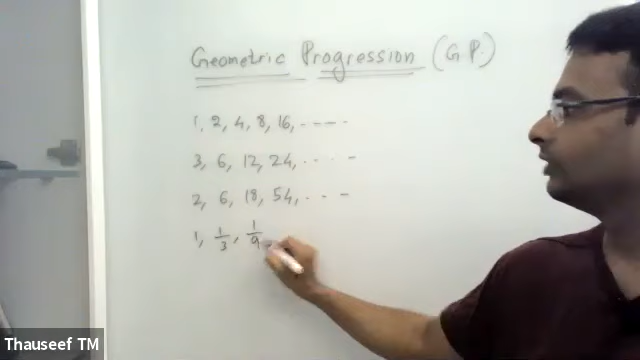 Geometric Progression (G.P.)
1, 2, 4, 8, 16, ----
3, 6, 12, 24, ....
2, 6, 18, 54, ...
1, 1/3, 1/9
Thauseef TM